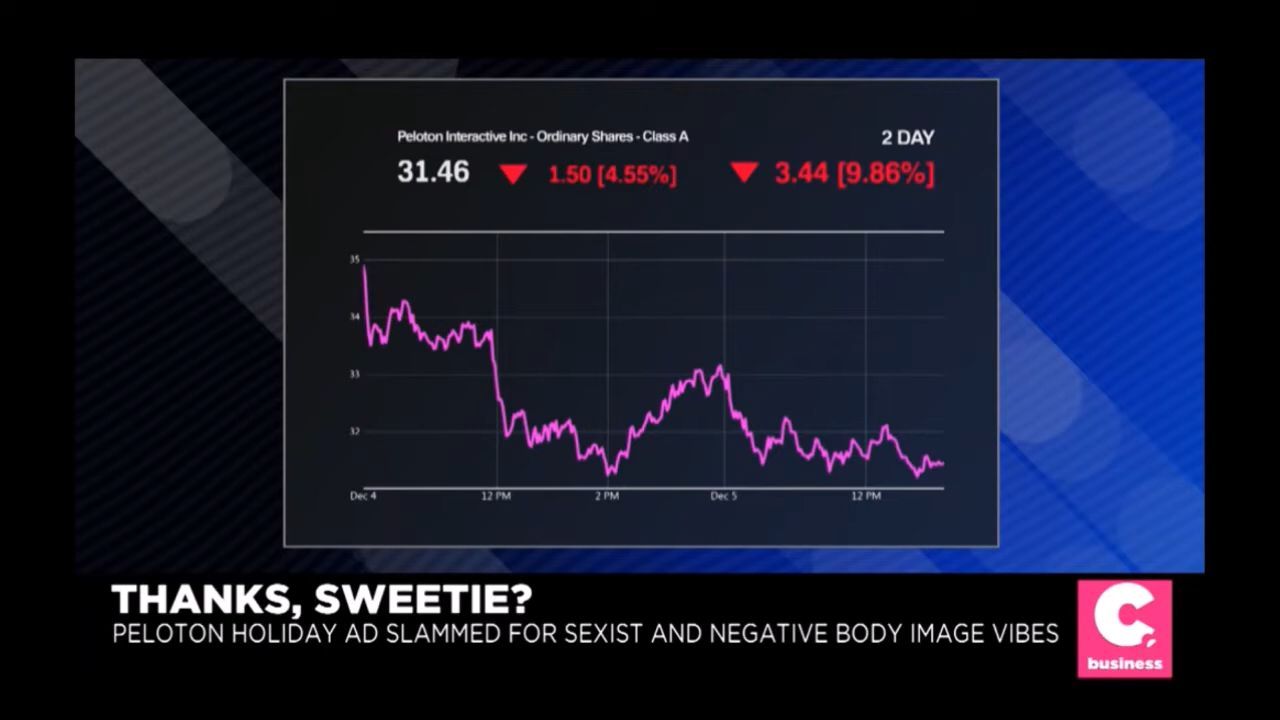 Peloton Interactive Inc - Ordinary Shares - Class A
2 DAY
31.46 ▼ 1.50 [4.55%] ▼ 3.44 [9.86%]
35
34
33
32
Dec 4 12 PM 2 PM Dec 5 12 PM
THANKS, SWEETIE?
PELOTON HOLIDAY AD SLAMMED FOR SEXIST AND NEGATIVE BODY IMAGE VIBES
C
business